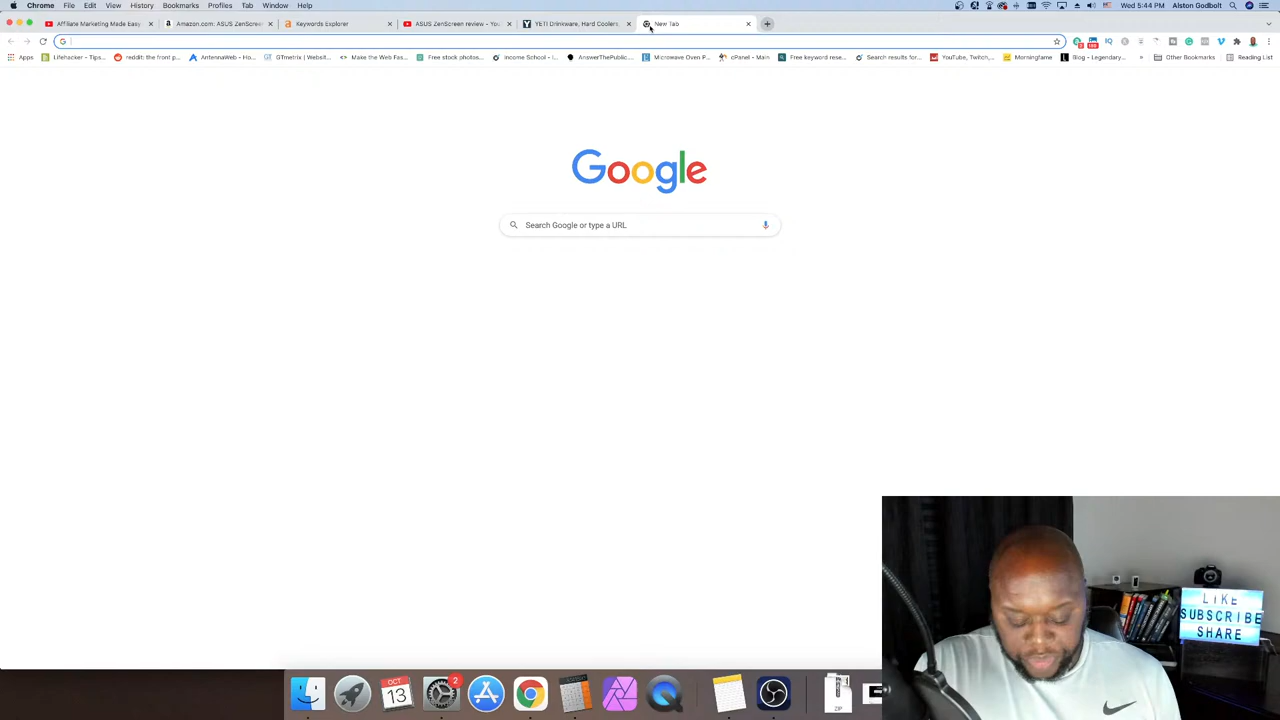 Chrome File Edit View History Bookmarks Profiles Tab Window Help Wed 5:44 PM Alston Godbolt
Affiliate Marketing Made Easy Amazon.com: ASUS ZenScreen Keywords Explorer ASUS ZenScreen review - You YETI Drinkware, Hard Coolers, New Tab
Apps Lifehacker - Tips... reddit: the front p... AntennaWeb - Ho... GTmetrix | Websit... Make the Web Fas... Free stock photos... Income School - I... AnswerThePublic... Microwave Oven P... cPanel - Main Free keyword rese... Search results for... YouTube, Twitch,... Morningfame Blog - Legendary... » Other Bookmarks Reading List
Google
Search Google or type a URL
LIKE
SUBSCRIBE
SHARE
OCT
13
2
ZIP